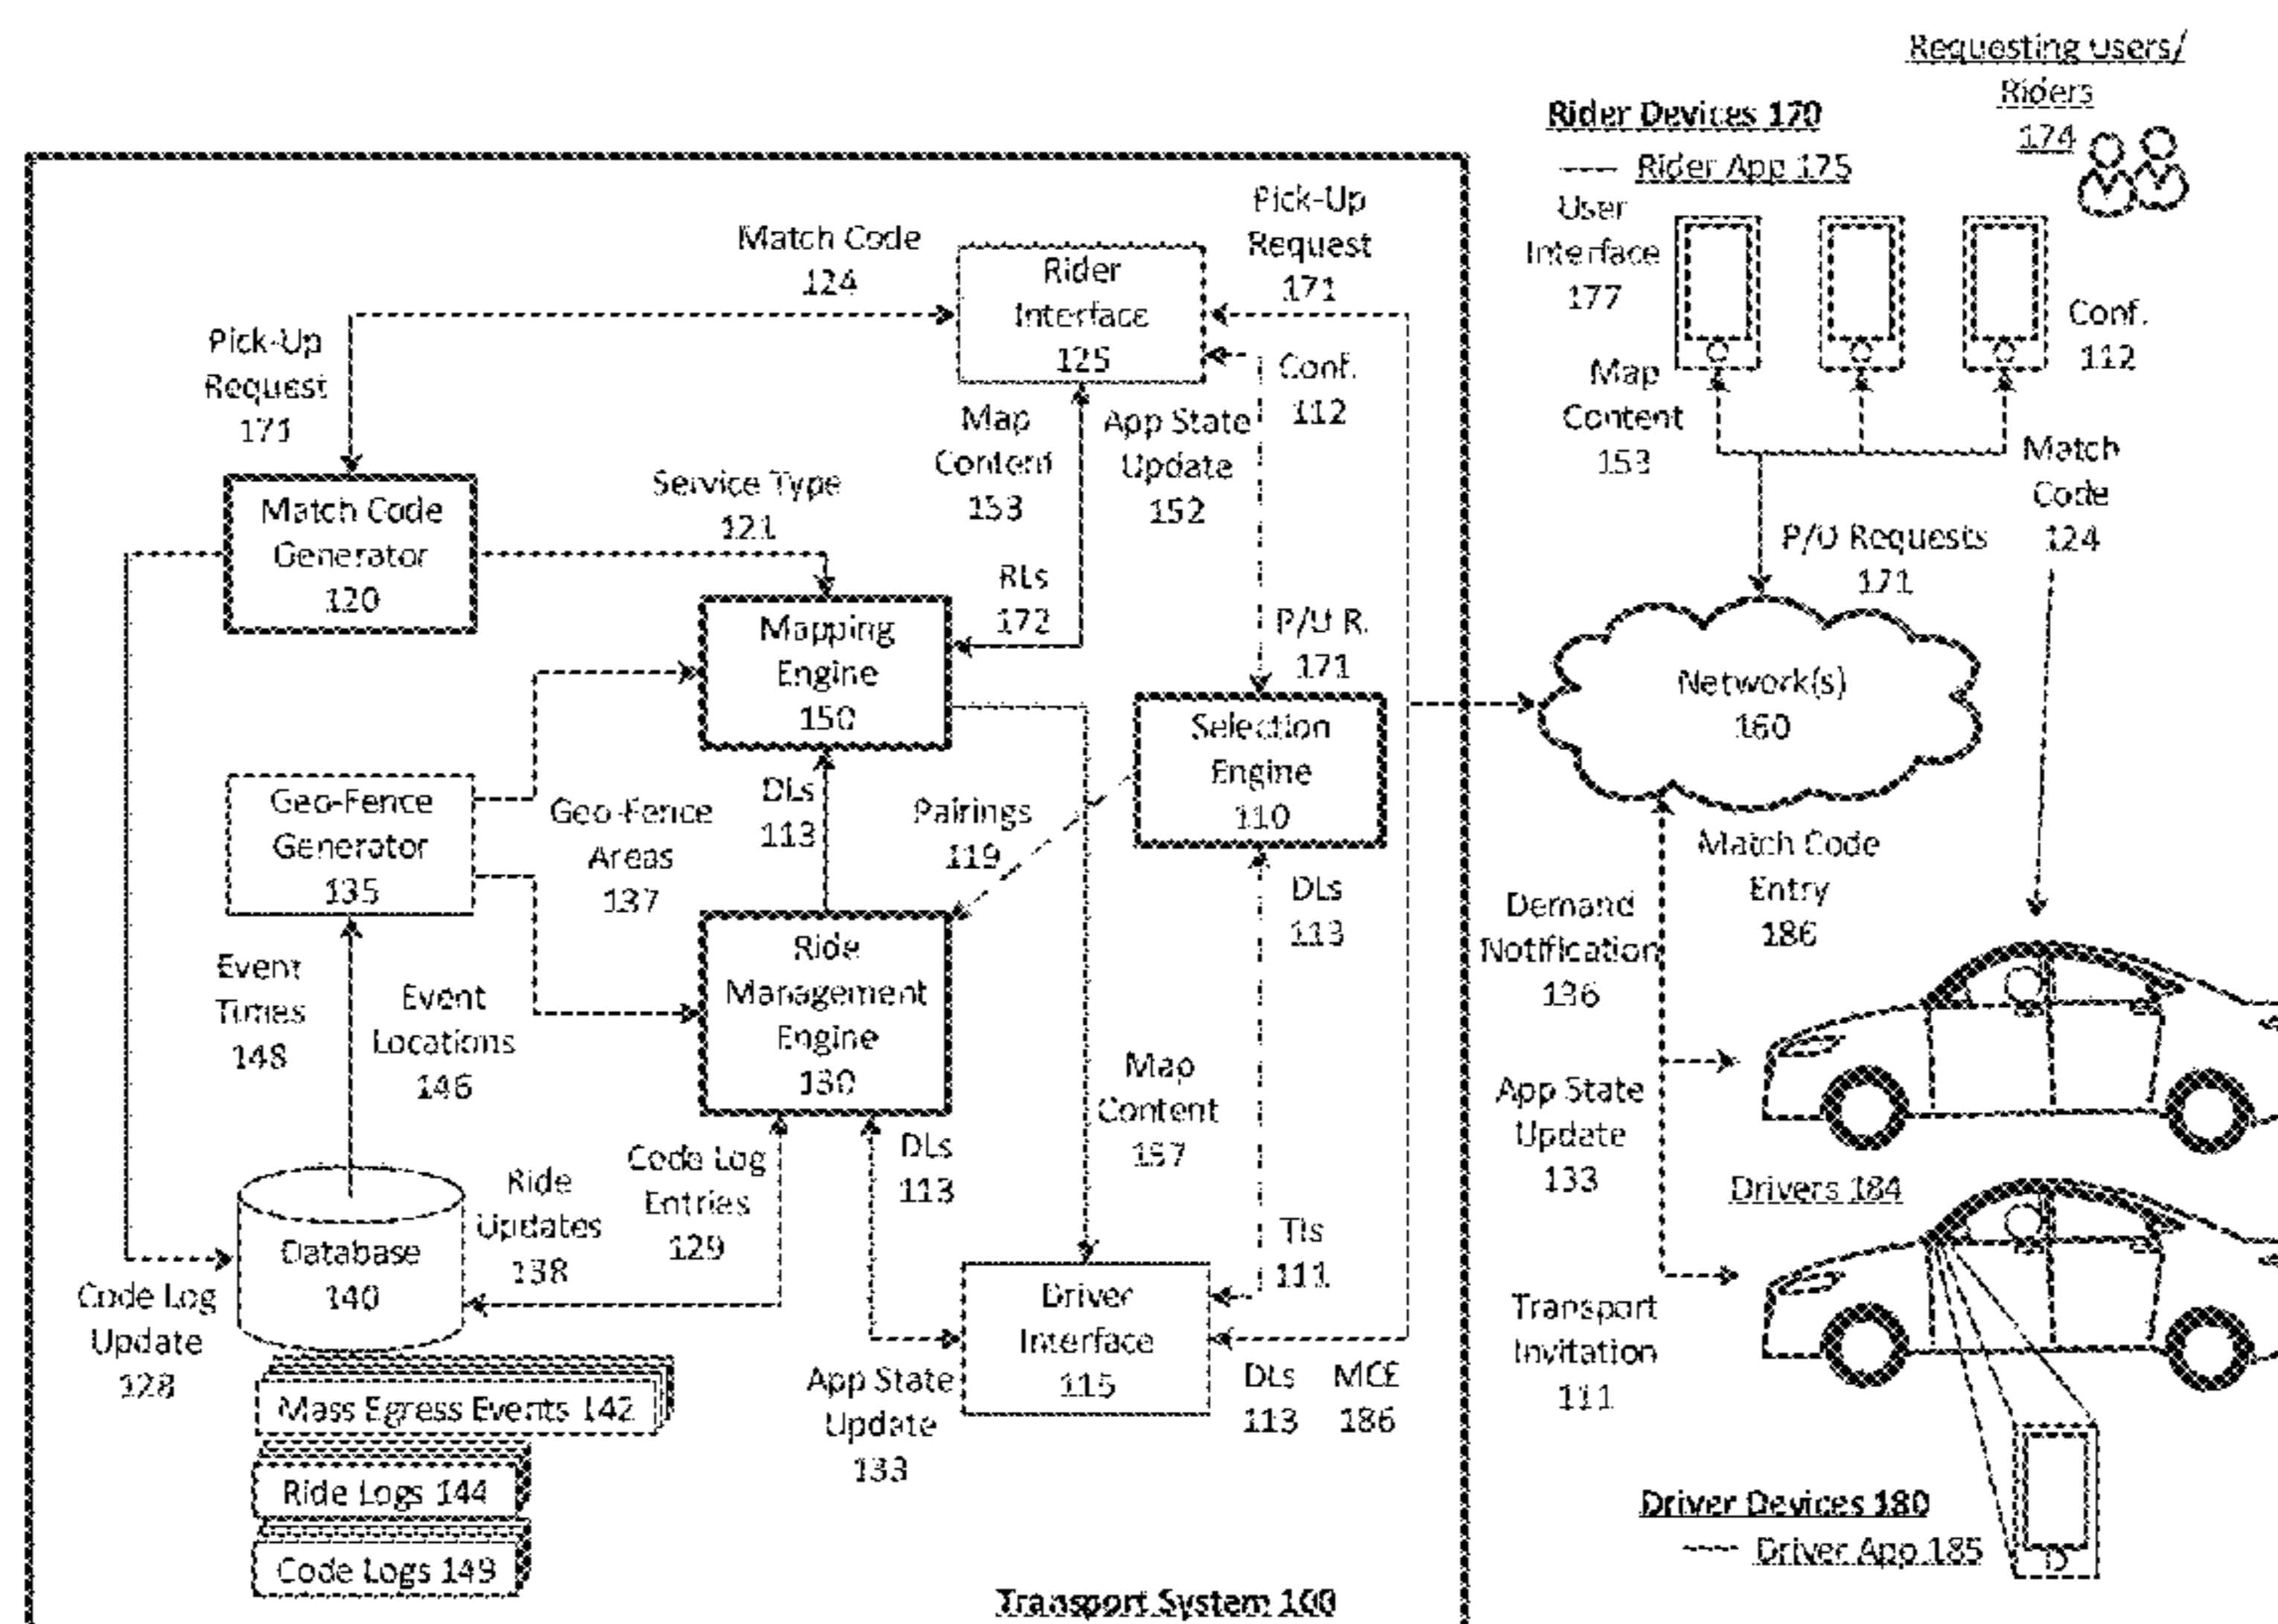 Requesting Users/
Riders
174
Rider Devices 170
Rider App 175
User
Interface
177
Conf.
112
Map
Content
153
Match
Code
124
P/U Requests
171
Network(s)
160
Match Code
Entry
186
Demand
Notification
136
App State
Update
133
Drivers 184
Transport
Invitation
111
Driver Devices 180
Driver App 185
Match Code
124
Rider
Interface
125
Pick-Up
Request
171
Pick-Up
Request
171
Conf.
112
Map
Content
153
App State
Update
152
Match Code
Generator
120
Service Type
121
RLs
172
Mapping
Engine
150
P/U R.
171
Selection
Engine
110
Geo-Fence
Generator
135
Geo-Fence
Areas
137
DLs
113
Pairings
119
DLs
113
Ride
Management
Engine
130
Event
Times
148
Event
Locations
146
Map
Content
157
Code Log
Entries
129
DLs
113
Ride
Updates
138
Database
140
TIs
111
Code Log
Update
128
Driver
Interface
115
App State
Update
133
DLs
113
MCE
186
Mass Egress Events 142
Ride Logs 144
Code Logs 149
Transport System 100